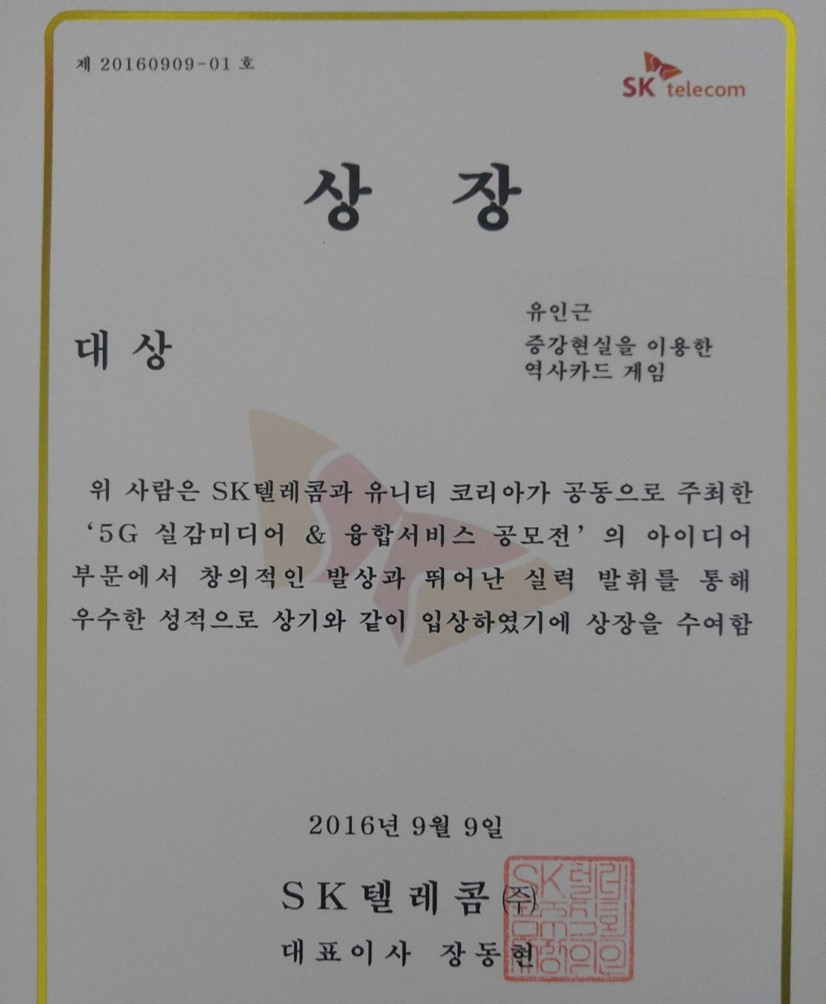 제 20160909-01 호
SK telecom
상 장
대 상
유인근
증강현실을 이용한
역사카드 게임
위 사람은 SK텔레콤과 유니티 코리아가 공동으로 주최한
‘5G 실감미디어 & 융합서비스 공모전’ 의 아이디어
부문에서 창의적인 발상과 뛰어난 실력 발휘를 통해
우수한 성적으로 상기와 같이 입상하였기에 상장을 수여함
2016년 9월 9일
SK텔레콤㈜
대표이사 장동현
SK텔레